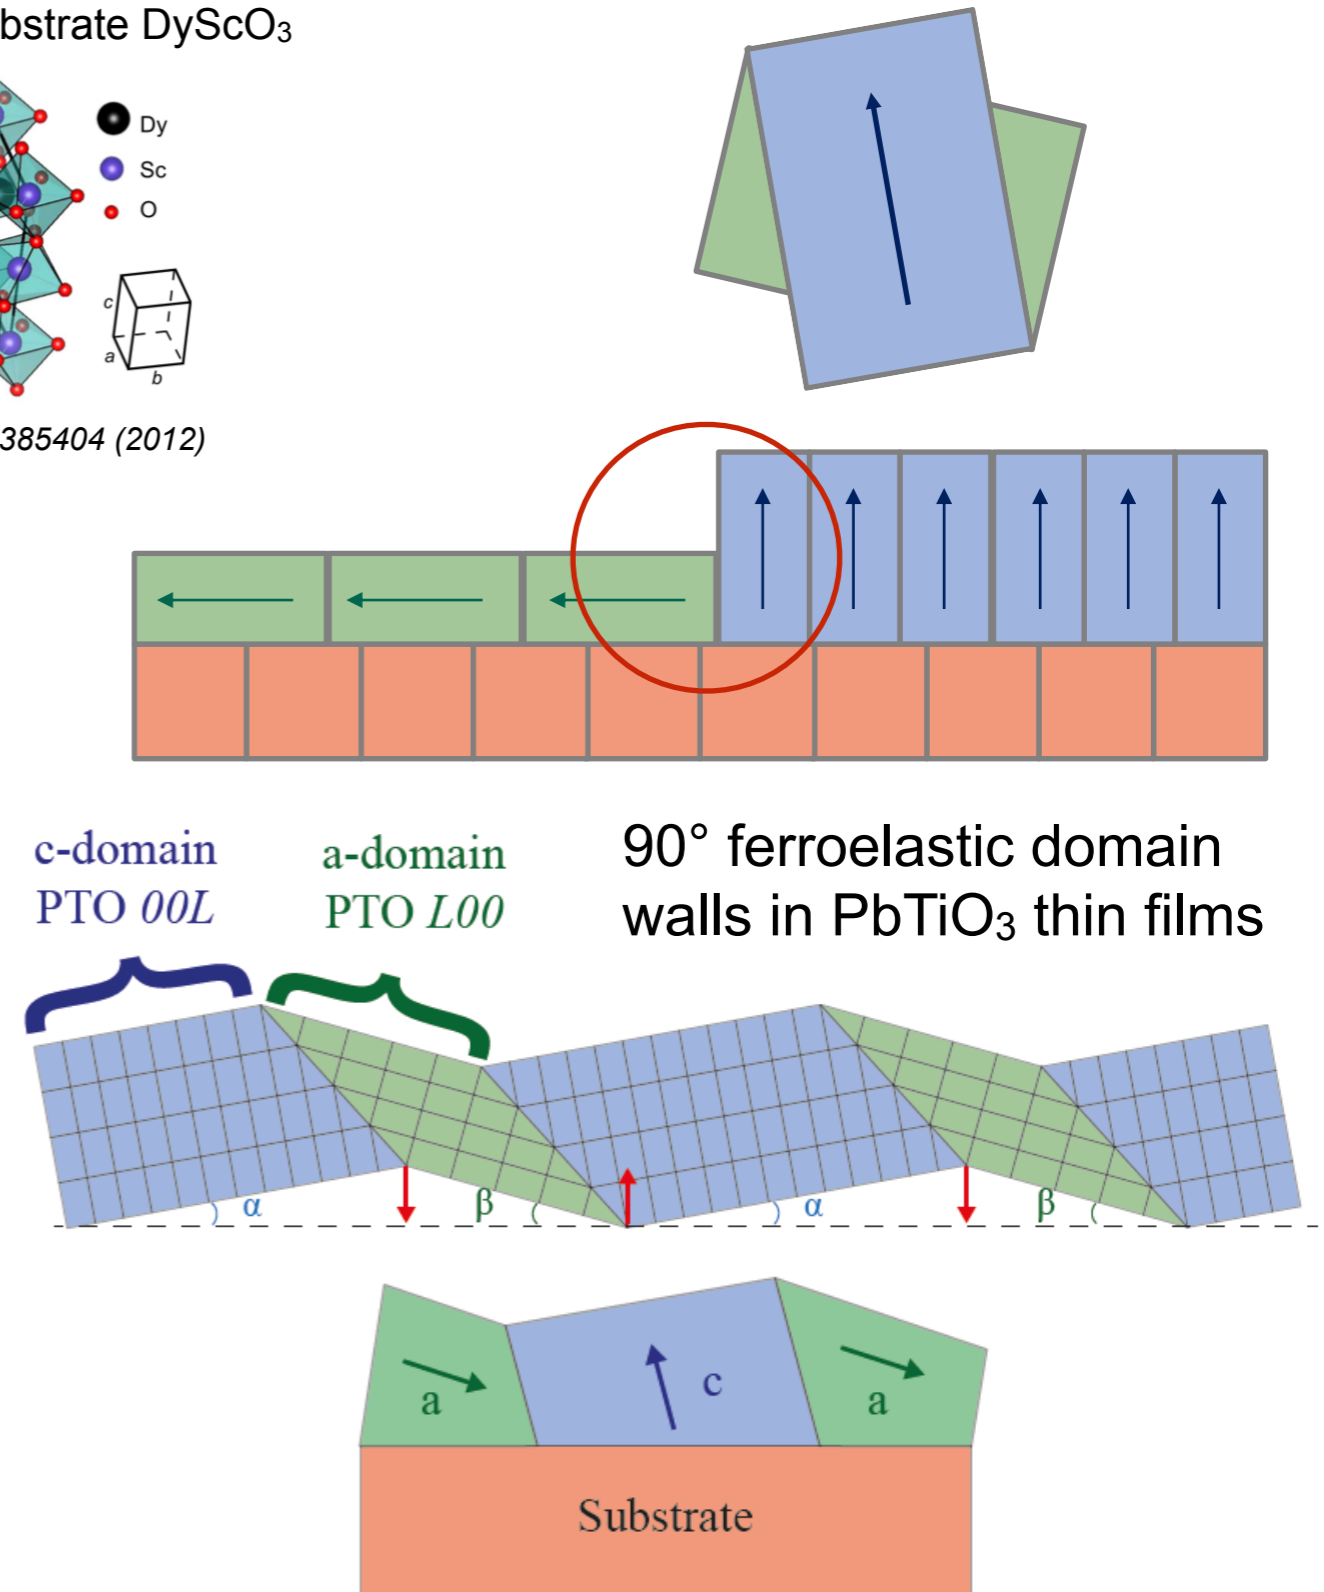 bstrate DyScO₃
Dy
Sc
O
c
a
b
385404 (2012)
c-domain
PTO 00L
a-domain
PTO L00
90° ferroelastic domain
walls in PbTiO₃ thin films
α
β
α
β
a
c
a
Substrate